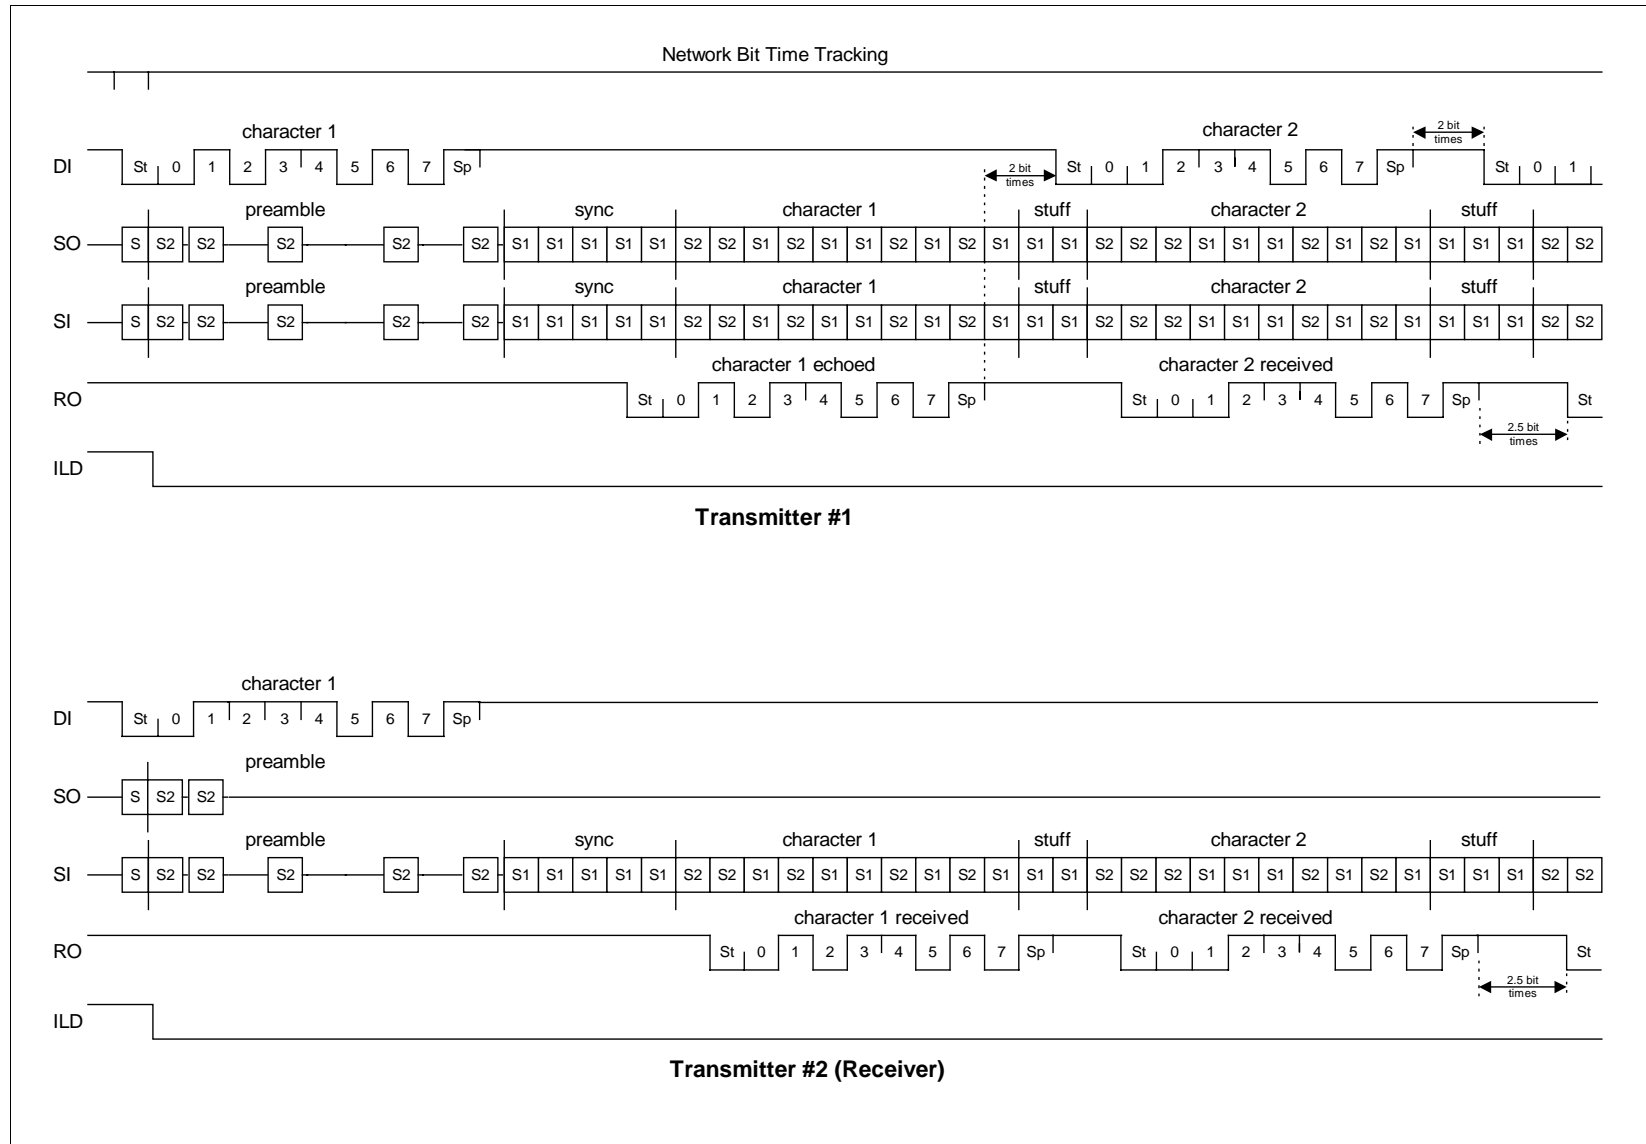 Network Bit Time Tracking
character 1 character 2 2 bit times
DI St 0 1 2 3 4 5 6 7 Sp 2 bit times St 0 1 2 3 4 5 6 7 Sp St 0 1
preamble sync character 1 stuff character 2 stuff
SO S S2 S2 S2 S2 S2 S1 S1 S1 S1 S1 S2 S2 S1 S2 S1 S1 S2 S1 S2 S1 S1 S1 S2 S2 S2 S1 S1 S1 S2 S1 S2 S1 S1 S1 S1 S2 S2
preamble sync character 1 stuff character 2 stuff
SI S S2 S2 S2 S2 S2 S1 S1 S1 S1 S1 S2 S2 S1 S2 S1 S1 S2 S1 S2 S1 S1 S1 S2 S2 S2 S1 S1 S1 S2 S1 S2 S1 S1 S1 S1 S2 S2
character 1 echoed character 2 received
RO St 0 1 2 3 4 5 6 7 Sp St 0 1 2 3 4 5 6 7 Sp St
2.5 bit times
ILD
Transmitter #1
character 1
DI St 0 1 2 3 4 5 6 7 Sp
preamble
SO S S2 S2
preamble sync character 1 stuff character 2 stuff
SI S S2 S2 S2 S2 S2 S1 S1 S1 S1 S1 S2 S2 S1 S2 S1 S1 S2 S1 S2 S1 S1 S1 S2 S2 S2 S1 S1 S1 S2 S1 S2 S1 S1 S1 S1 S2 S2
character 1 received character 2 received
RO St 0 1 2 3 4 5 6 7 Sp St 0 1 2 3 4 5 6 7 Sp St
2.5 bit times
ILD
Transmitter #2 (Receiver)